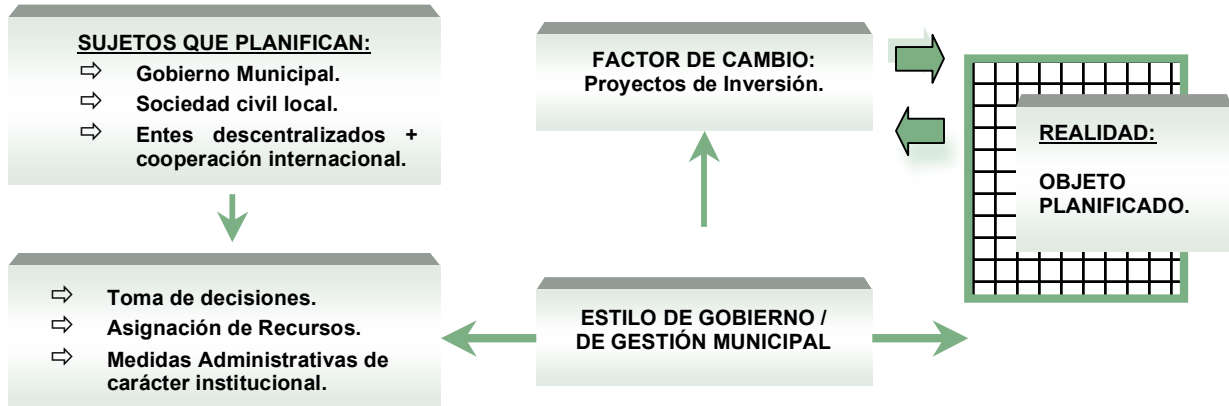 SUJETOS QUE PLANIFICAN:
⇨ Gobierno Municipal.
⇨ Sociedad civil local.
⇨ Entes descentralizados +
cooperación internacional.
FACTOR DE CAMBIO:
Proyectos de Inversión.
REALIDAD:
OBJETO
PLANIFICADO.
⇨ Toma de decisiones.
⇨ Asignación de Recursos.
⇨ Medidas Administrativas de
carácter institucional.
ESTILO DE GOBIERNO /
DE GESTIÓN MUNICIPAL